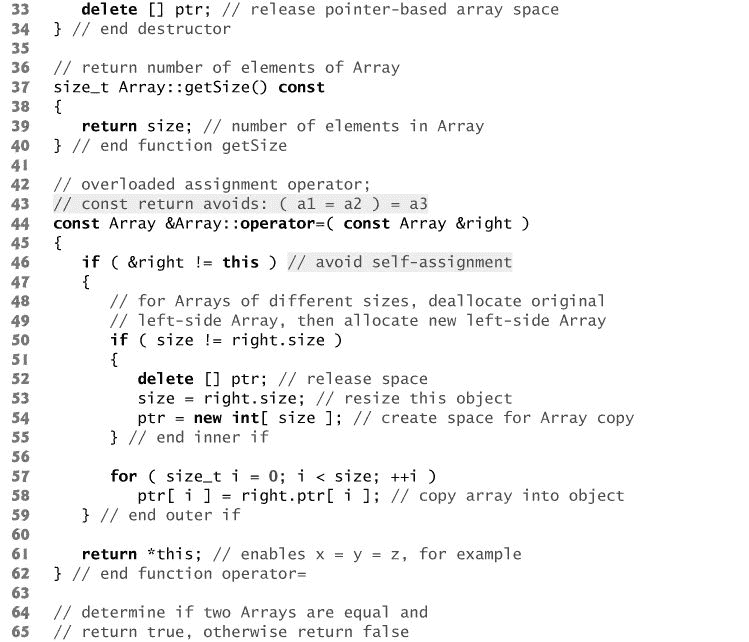 33 delete [] ptr; // release pointer-based array space
34 } // end destructor
35
36 // return number of elements of Array
37 size_t Array::getSize() const
38 {
39 return size; // number of elements in Array
40 } // end function getSize
41
42 // overloaded assignment operator;
43 // const return avoids: ( a1 = a2 ) = a3
44 const Array &Array::operator=( const Array &right )
45 {
46 if ( &right != this ) // avoid self-assignment
47 {
48 // for Arrays of different sizes, deallocate original
49 // left-side Array, then allocate new left-side Array
50 if ( size != right.size )
51 {
52 delete [] ptr; // release space
53 size = right.size; // resize this object
54 ptr = new int[ size ]; // create space for Array copy
55 } // end inner if
56
57 for ( size_t i = 0; i < size; ++i )
58 ptr[ i ] = right.ptr[ i ]; // copy array into object
59 } // end outer if
60
61 return *this; // enables x = y = z, for example
62 } // end function operator=
63
64 // determine if two Arrays are equal and
65 // return true, otherwise return false